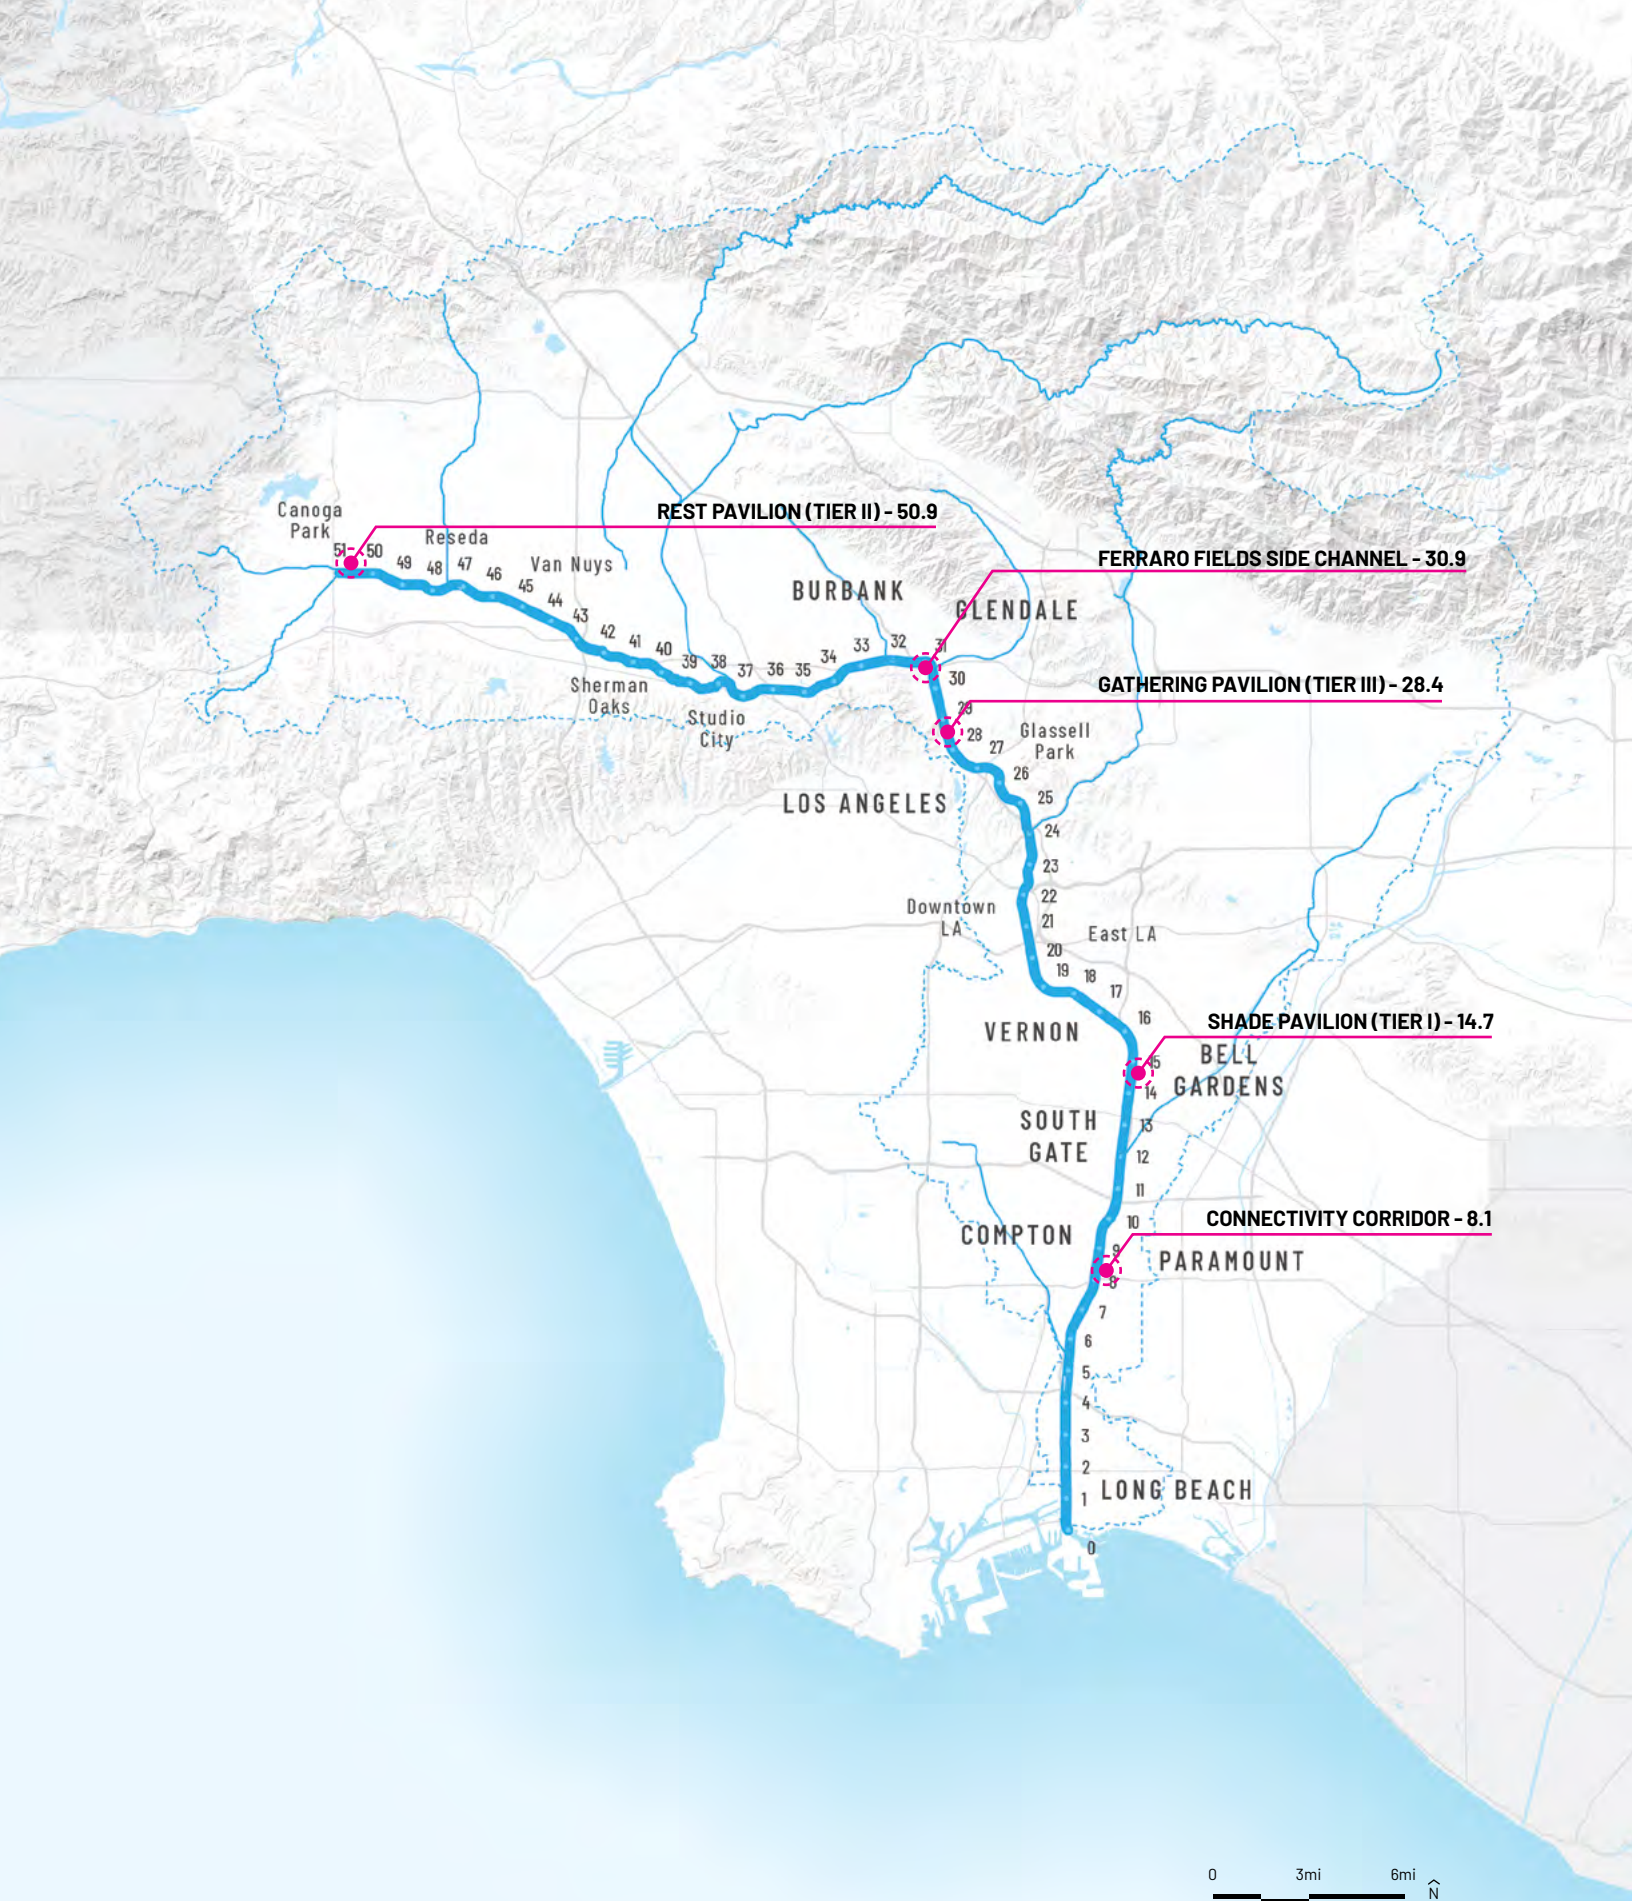 REST PAVILION (TIER II) - 50.9
Canoga
Park
Reseda
51
50
49
48
47
46
45
44
43
42
41
40
39
38
37
36
35
34
33
32
31
30
29
28
27
26
25
24
23
22
21
20
19
18
17
16
15
14
13
12
11
10
9
8
7
6
5
4
3
2
1
0
Van Nuys
FERRARO FIELDS SIDE CHANNEL - 30.9
BURBANK
GLENDALE
Sherman
Oaks
Studio
City
GATHERING PAVILION (TIER III) - 28.4
Glassell
Park
LOS ANGELES
Downtown
LA
East LA
VERNON
SHADE PAVILION (TIER I) - 14.7
BELL
GARDENS
SOUTH
GATE
CONNECTIVITY CORRIDOR - 8.1
COMPTON
PARAMOUNT
LONG BEACH
0
3mi
6mi
N